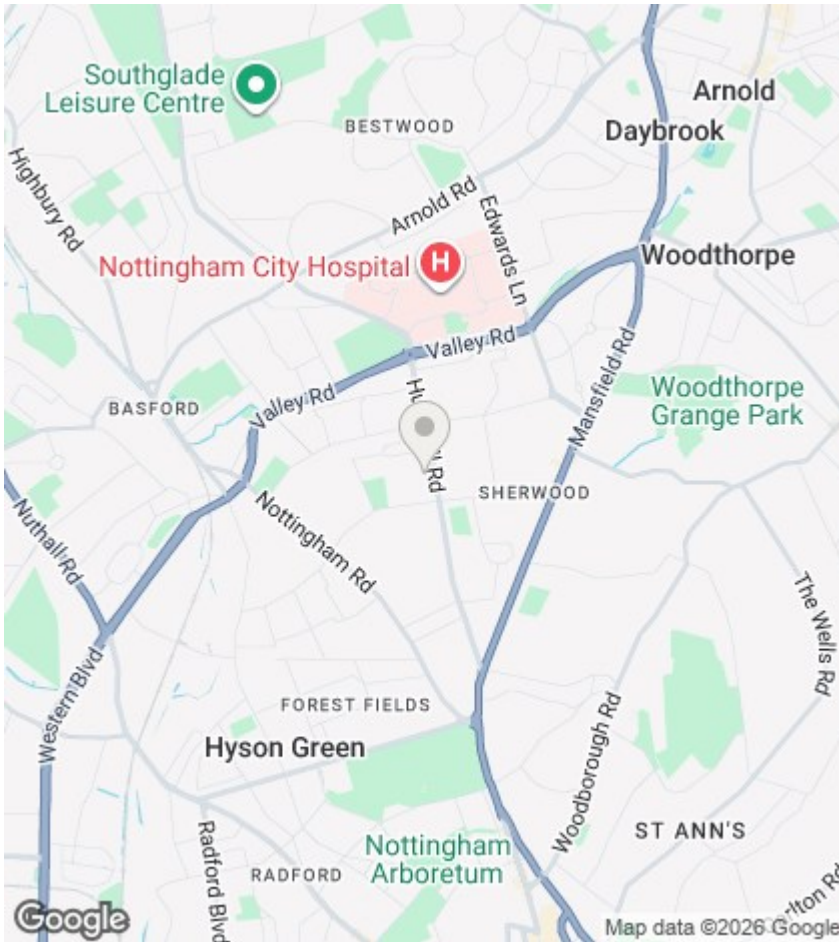 Southglade
Leisure Centre
Arnold
Daybrook
BESTWOOD
Highbury Rd
Arnold Rd
Edwards Ln
Nottingham City Hospital
H
Woodthorpe
Valley Rd
Mansfield Rd
Valley Rd
BASFORD
Woodthorpe
Grange Park
Rd
SHERWOOD
Nottingham Rd
Nuthall Rd
The Wells Rd
Western Blvd
FOREST FIELDS
Hyson Green
Woodborough Rd
ST ANN'S
Nottingham
Arboretum
RADFORD
Radford Blvd
Google
Map data ©2026 Google